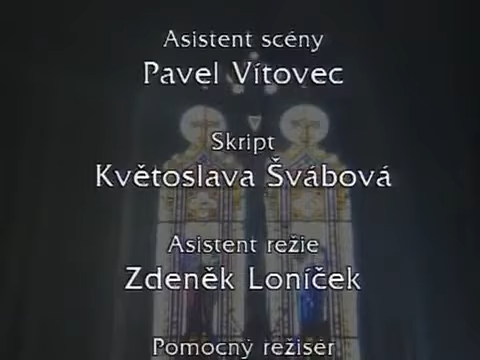 Asistent scény
Pavel Vítovec
Skript
Květoslava Švábová
Asistent režie
Zdeněk Loníček
Pomocný režisér